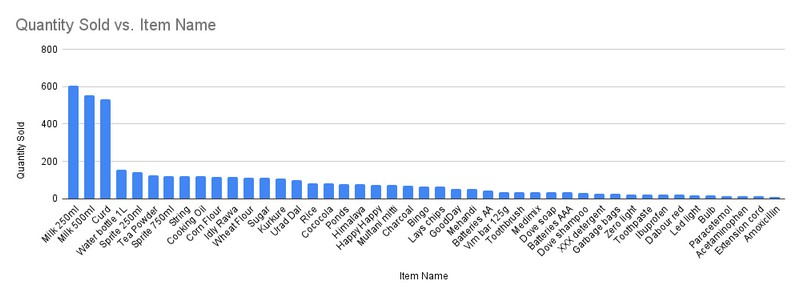 Quantity Sold vs. Item Name
800
600
400
200
0
Quantity Sold
Milk 250ml
Milk 500ml
Curd
Water bottle 1L
Sprite 250ml
Tea Powder
Sprite 750ml
String
Cooking Oil
Corn Flour
Idly Ravva
Wheat Flour
Sugar
Kurkure
Urad Dal
Rice
Cococola
Ponds
Himalaya
Happy Happy
Multani mitti
Charcoal
Bingo
Lays chips
GoodDay
Mehandi
Batteries AA
Vim bar 125g
Toothbrush
Medimix
Dove soap
Batteries AAA
Dove shampoo
XXX detergent
Garbage bags
Zero light
Toothpaste
Ibuprofen
Dabour red
Led light
Bulb
Paracetemol
Acetaminophen
Extension cord
Amoxicillin
Item Name